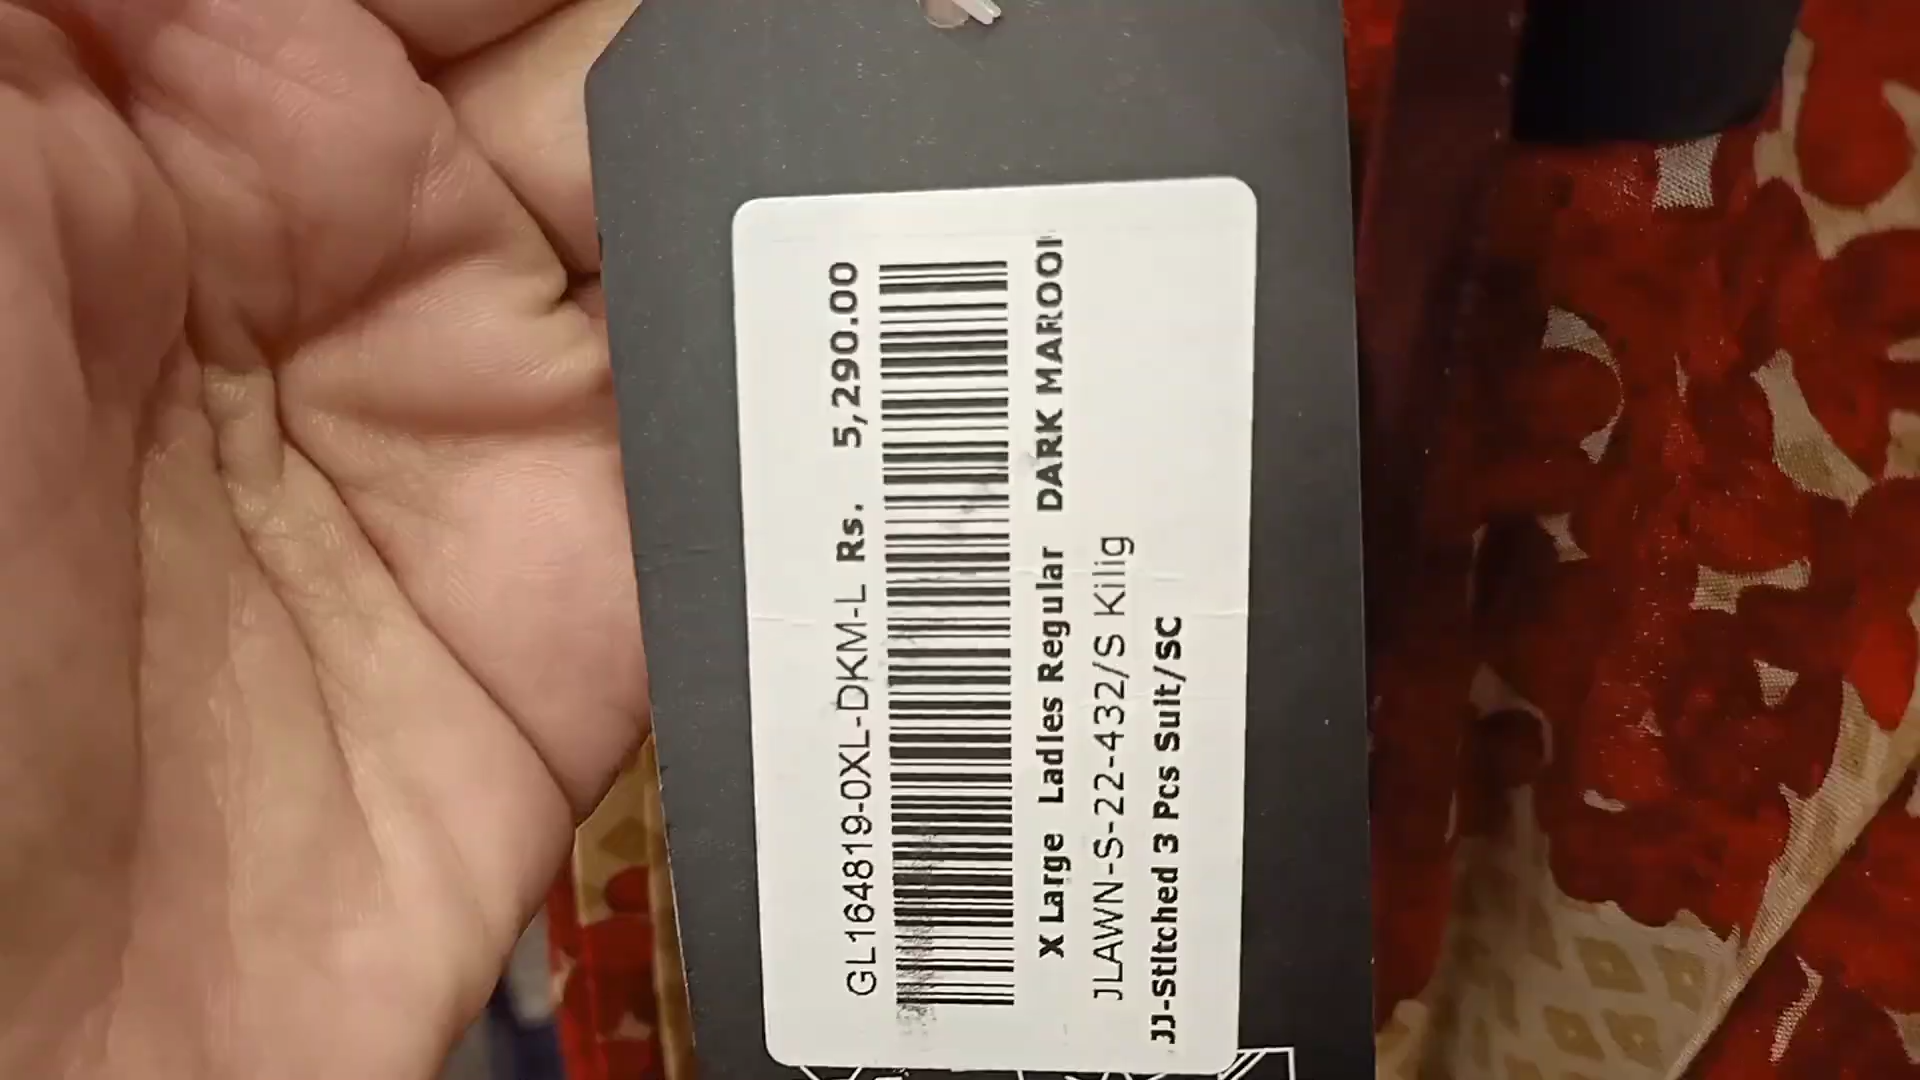 GL164819-0XL-DKM-L Rs. 5,290.00
X Large Ladies Regular DARK MAROO
JLAWN-S-22-432/S Kilig
JJ-Stitched 3 Pcs Suit/SC